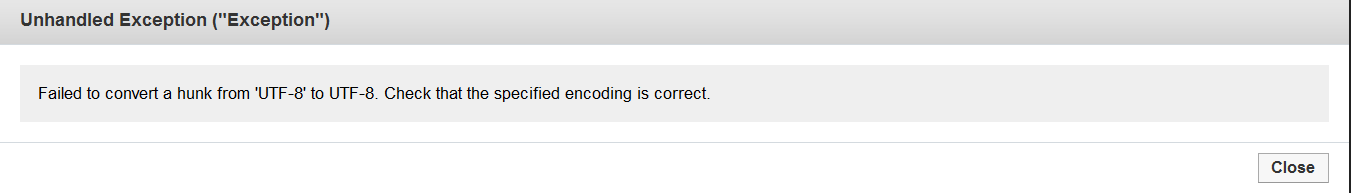 Unhandled Exception ("Exception")
Failed to convert a hunk from 'UTF-8' to UTF-8. Check that the specified encoding is correct.
Close